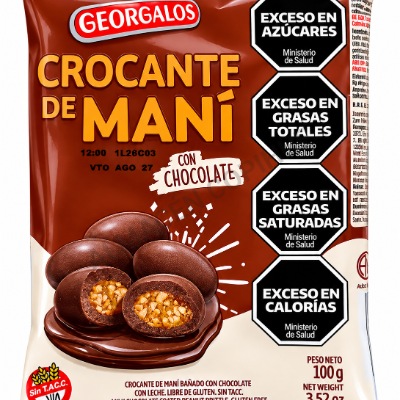 GEORGALOS
CROCANTE
DE MANÍ
12:00 1L26C03
VTO AGO 27
CON
CHOCOLATE
EXCESO EN
AZÚCARES
Ministerio
de Salud
EXCESO EN
GRASAS
TOTALES
Ministerio
de Salud
EXCESO EN
GRASAS
SATURADAS
Ministerio
de Salud
EXCESO EN
CALORÍAS
Ministerio
de Salud
PESO NETO
100 g
NET WEIGHT
3.52 oz
Sin T.A.C.C.
CROCANTE DE MANÍ BAÑADO CON CHOCOLATE
CON LECHE. LIBRE DE GLUTEN. SIN TACC.